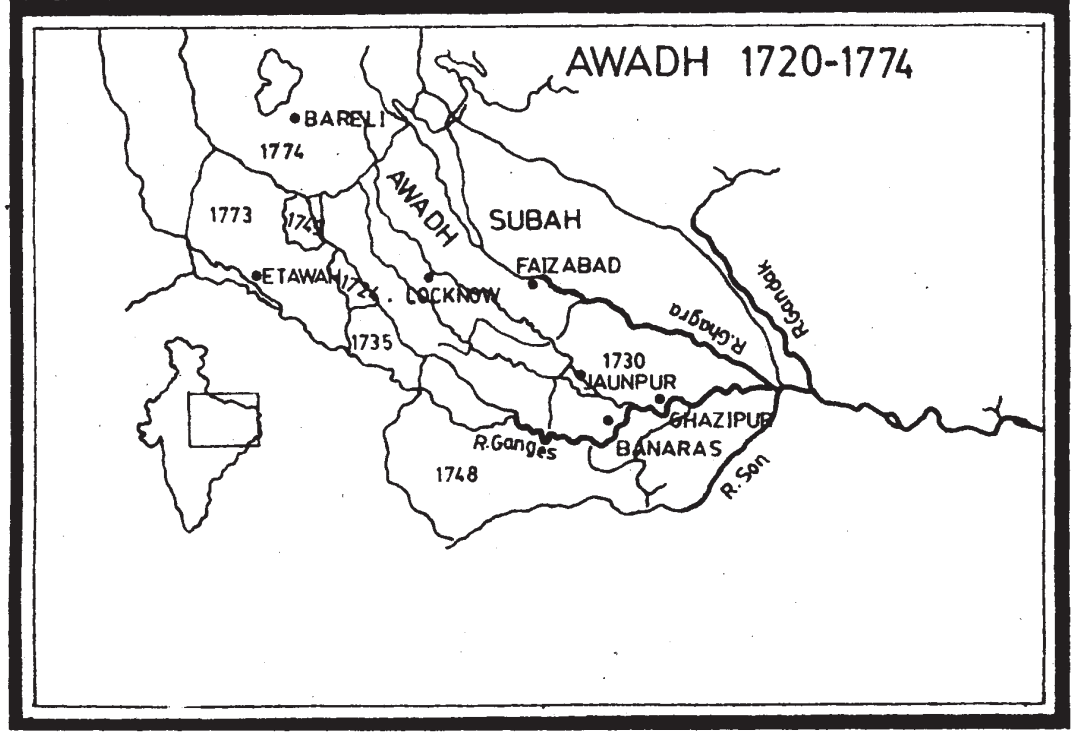 AWADH 1720-1774
BARELI
1774
AWADH
1773
SUBAH
FAIZABAD
ETAWAH
LOCKNOW
R.Gandak
R.Ghagra
1735
1730
JAUNPUR
GHAZIPUR
R.Ganges
BANARAS
1748
R.Son